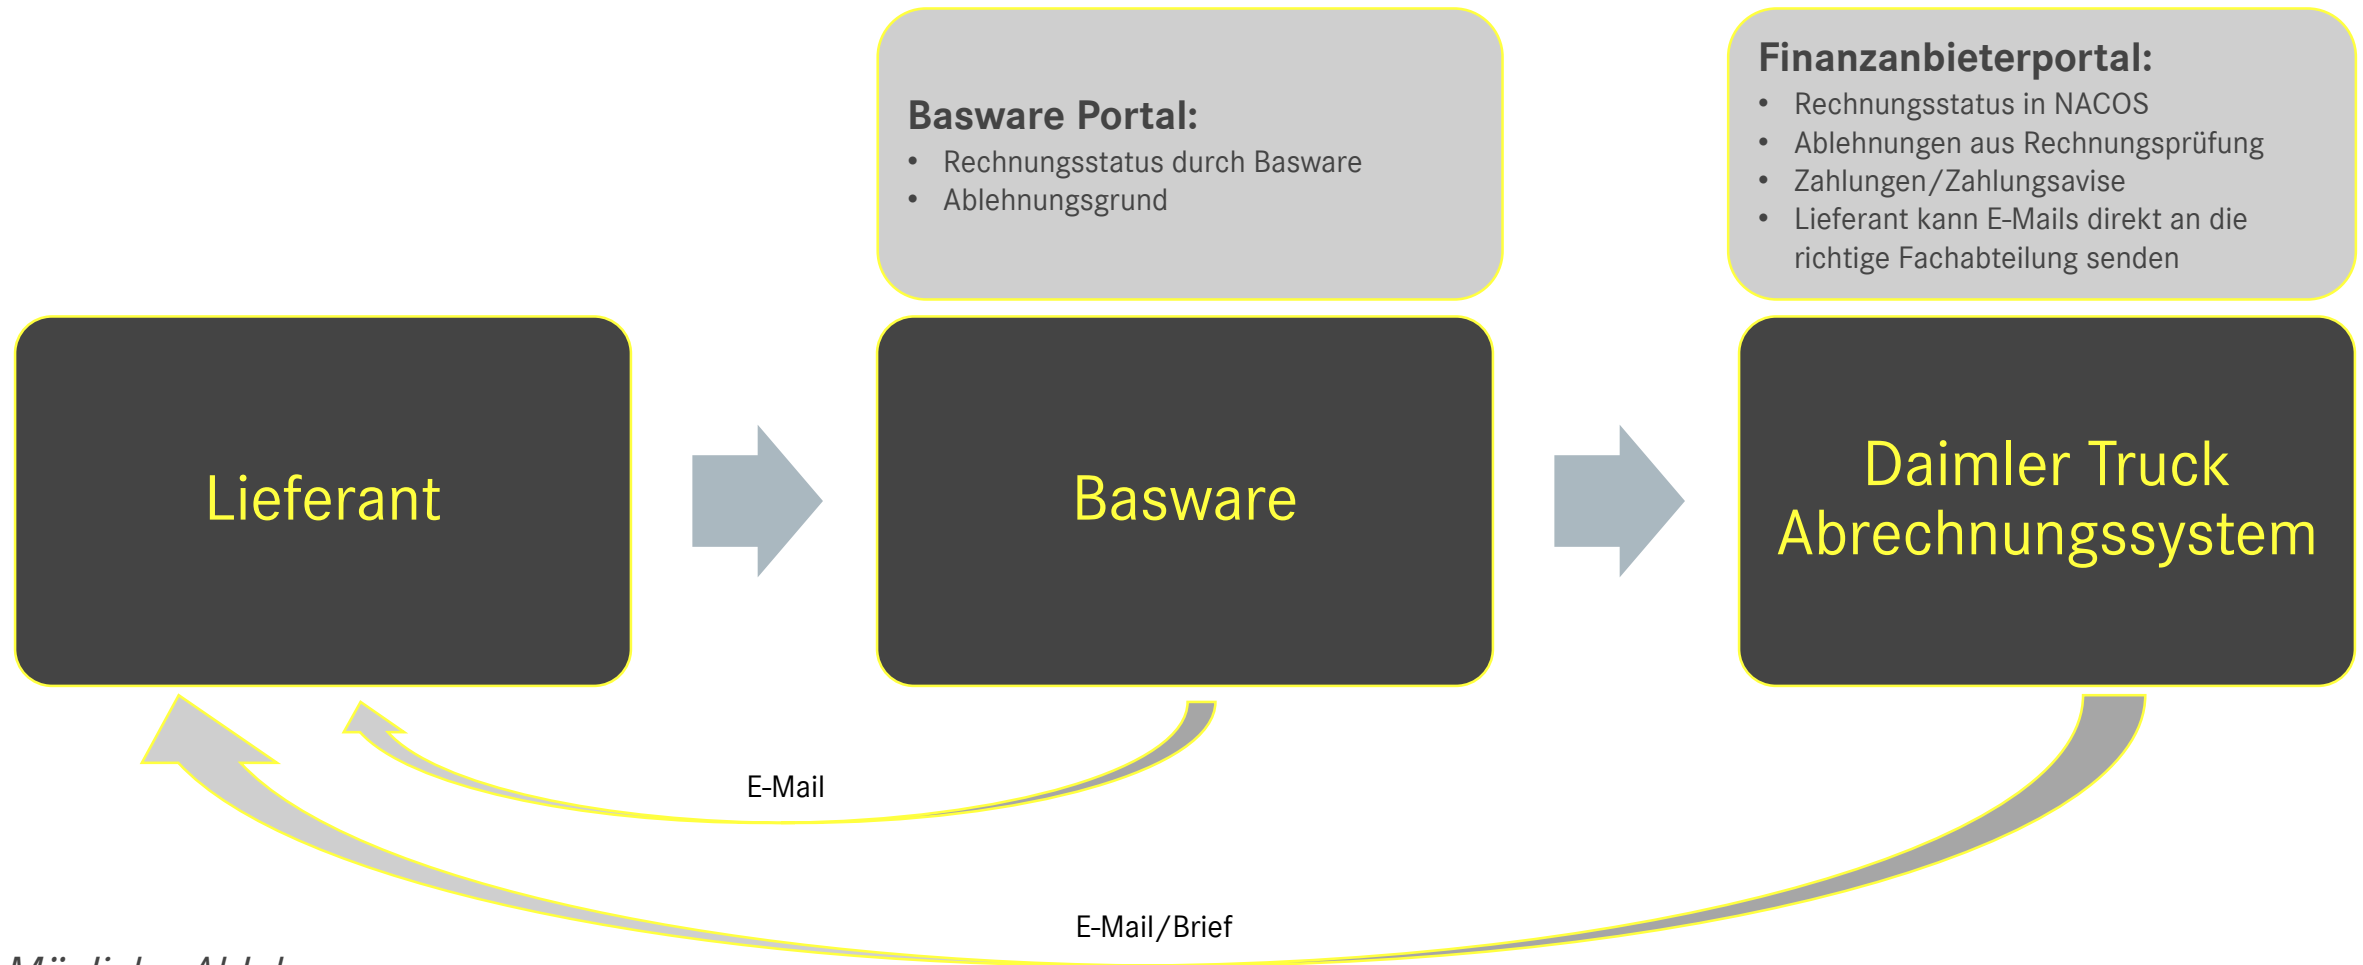 Basware Portal:
• Rechnungsstatus durch Basware
• Ablehnungsgrund
Finanzanbieterportal:
• Rechnungsstatus in NACOS
• Ablehnungen aus Rechnungsprüfung
• Zahlungen/Zahlungsavise
• Lieferant kann E-Mails direkt an die
richtige Fachabteilung senden
Lieferant
Basware
Daimler Truck
Abrechnungssystem
E-Mail
E-Mail/Brief